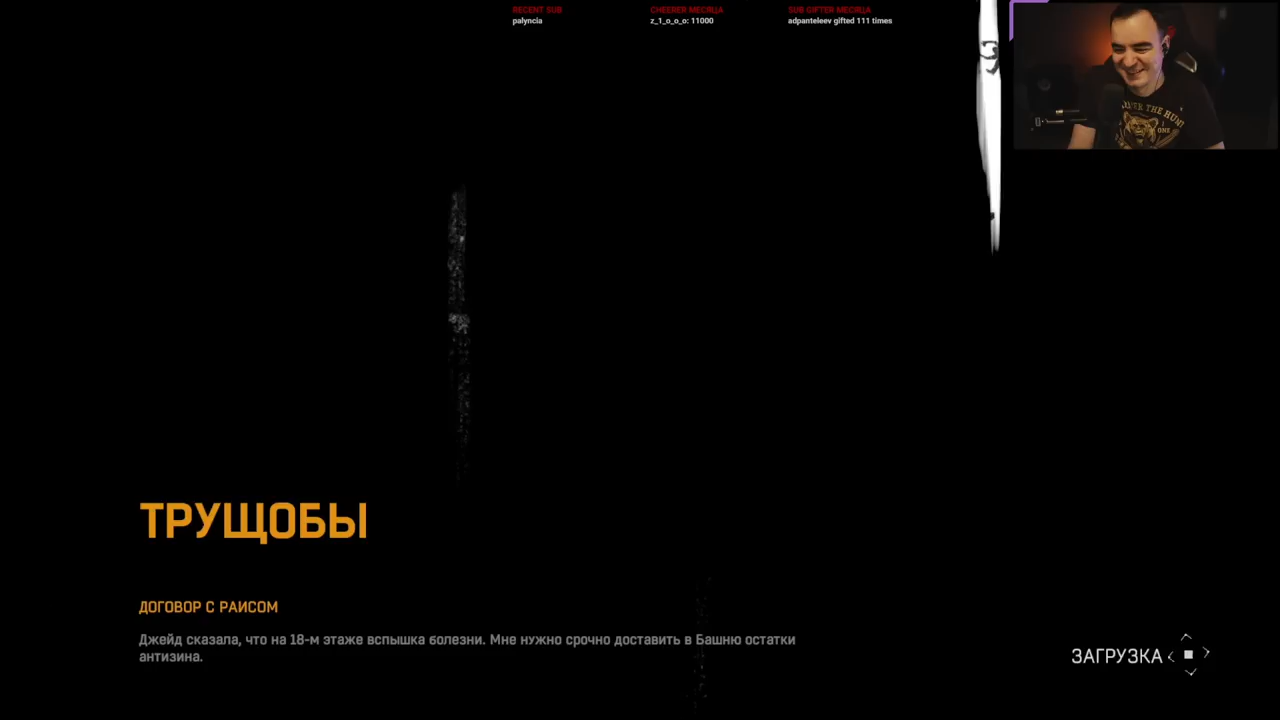 RECENT SUB
palyncia
CHEERER МЕСЯЦА
z_1_o_o_o: 11000
SUB GIFTER МЕСЯЦА
adpanteleev gifted 111 times
ТРУЩОБЫ
ДОГОВОР С РАИСОМ
Джейд сказала, что на 18-м этаже вспышка болезни. Мне нужно срочно доставить в Башню остатки
антизина.
ЗАГРУЗКА